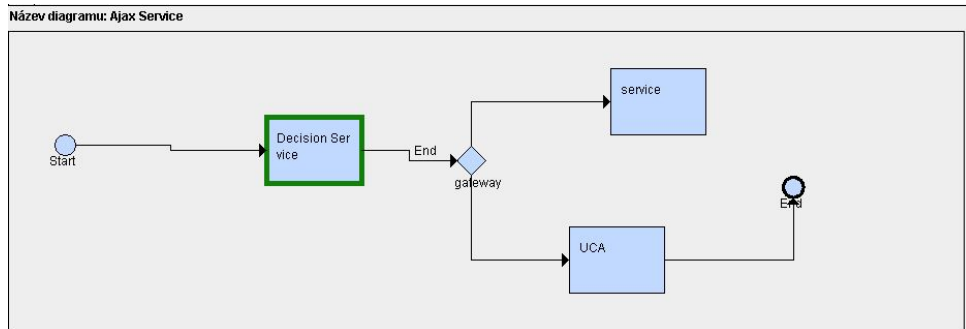 Název diagramu: Ajax Service
service
Decision Ser
vice
End
Start
gateway
End
UCA